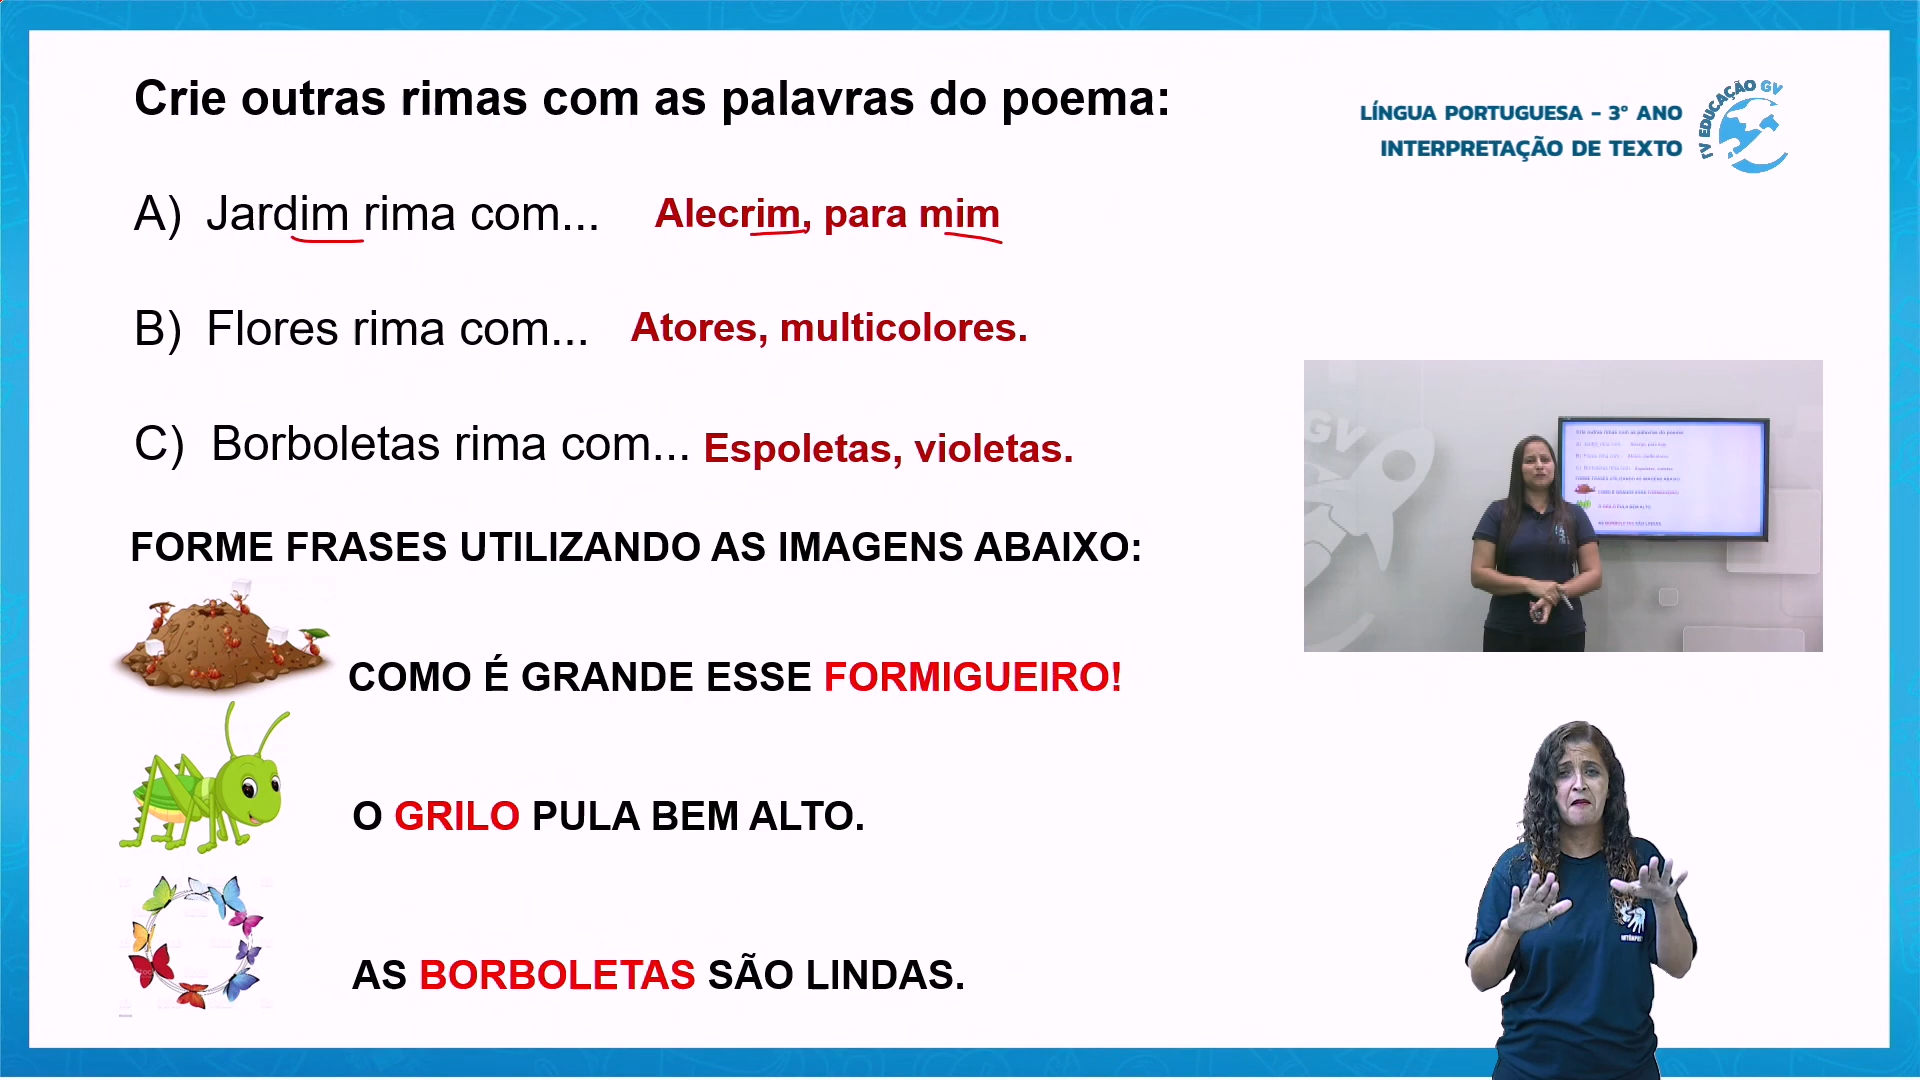 Crie outras rimas com as palavras do poema:
LÍNGUA PORTUGUESA - 3º ANO
INTERPRETAÇÃO DE TEXTO
TV EDUCAÇÃO GV
A) Jardim rima com... Alecrim, para mim
B) Flores rima com... Atores, multicolores.
C) Borboletas rima com... Espoletas, violetas.
FORME FRASES UTILIZANDO AS IMAGENS ABAIXO:
COMO É GRANDE ESSE FORMIGUEIRO!
O GRILO PULA BEM ALTO.
AS BORBOLETAS SÃO LINDAS.
GV